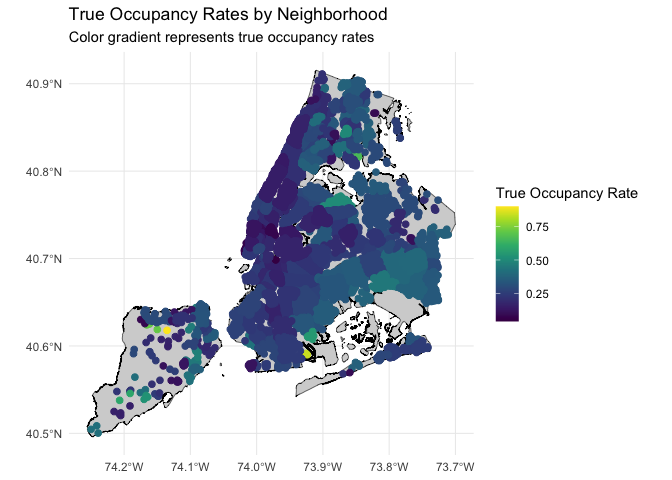 True Occupancy Rates by Neighborhood
Color gradient represents true occupancy rates
40.9°N
40.8°N
40.7°N
40.6°N
40.5°N
74.2°W
74.1°W
74.0°W
73.9°W
73.8°W
73.7°W
True Occupancy Rate
0.75
0.50
0.25